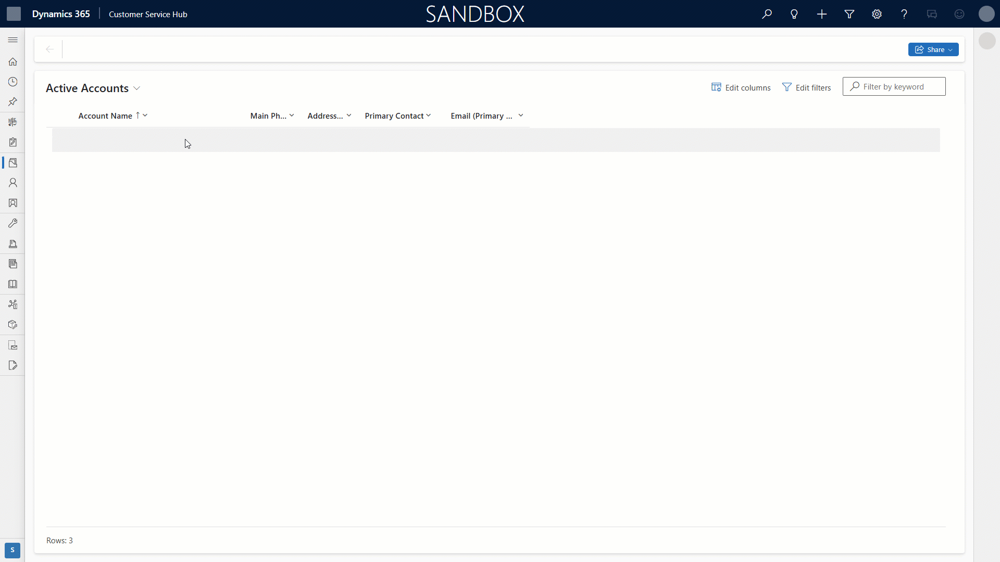 Dynamics 365 Customer Service Hub SANDBOX
Share
Active Accounts
Edit columns Edit filters Filter by keyword
Account Name Main Ph... Address... Primary Contact Email (Primary ...
Rows: 3
S